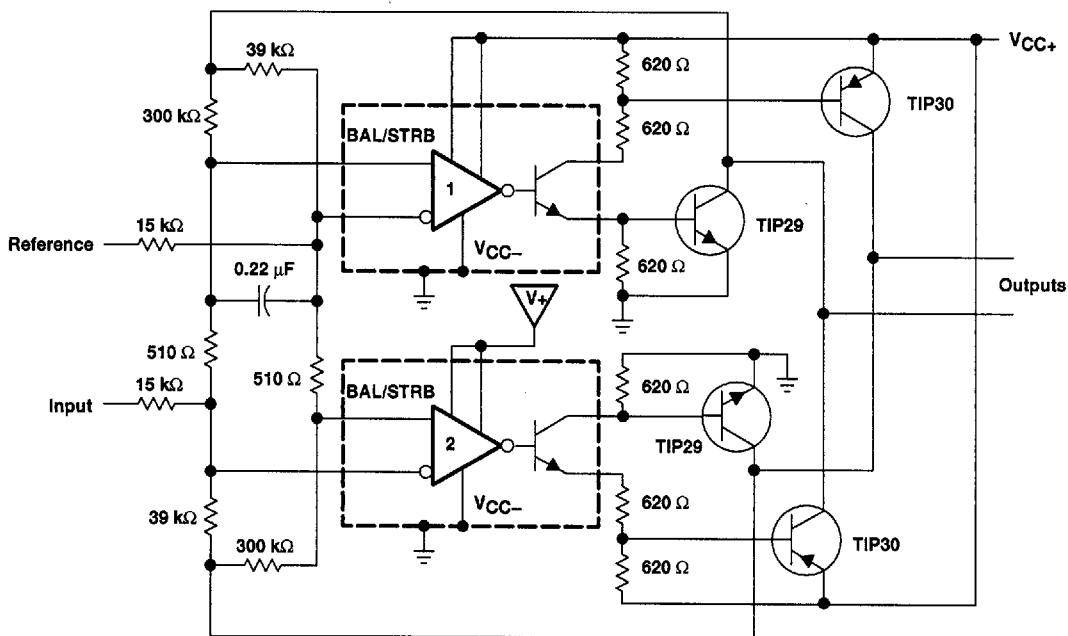 39 kΩ
VCC+
620 Ω
TIP30
300 kΩ
620 Ω
BAL/STRB
1
TIP29
15 kΩ
Reference
VCC–
620 Ω
0.22 μF
Outputs
V+
510 Ω
510 Ω
15 kΩ
Input
BAL/STRB
620 Ω
2
TIP29
VCC–
39 kΩ
620 Ω
TIP30
300 kΩ
620 Ω